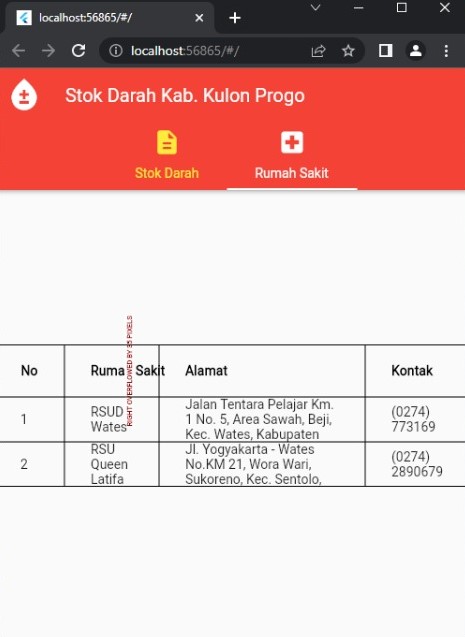 localhost:56865/#/
localhost:56865/#/
Stok Darah Kab. Kulon Progo
Stok Darah
Rumah Sakit
RIGHT OVERFLOWED BY 95 PIXELS
No
Ruma Sakit
Alamat
Kontak
1
RSUD
Wates
Jalan Tentara Pelajar Km.
1 No. 5, Area Sawah, Beji,
Kec. Wates, Kabupaten
(0274)
773169
2
RSU
Queen
Latifa
Jl. Yogyakarta - Wates
No.KM 21, Wora Wari,
Sukoreno, Kec. Sentolo,
(0274)
2890679